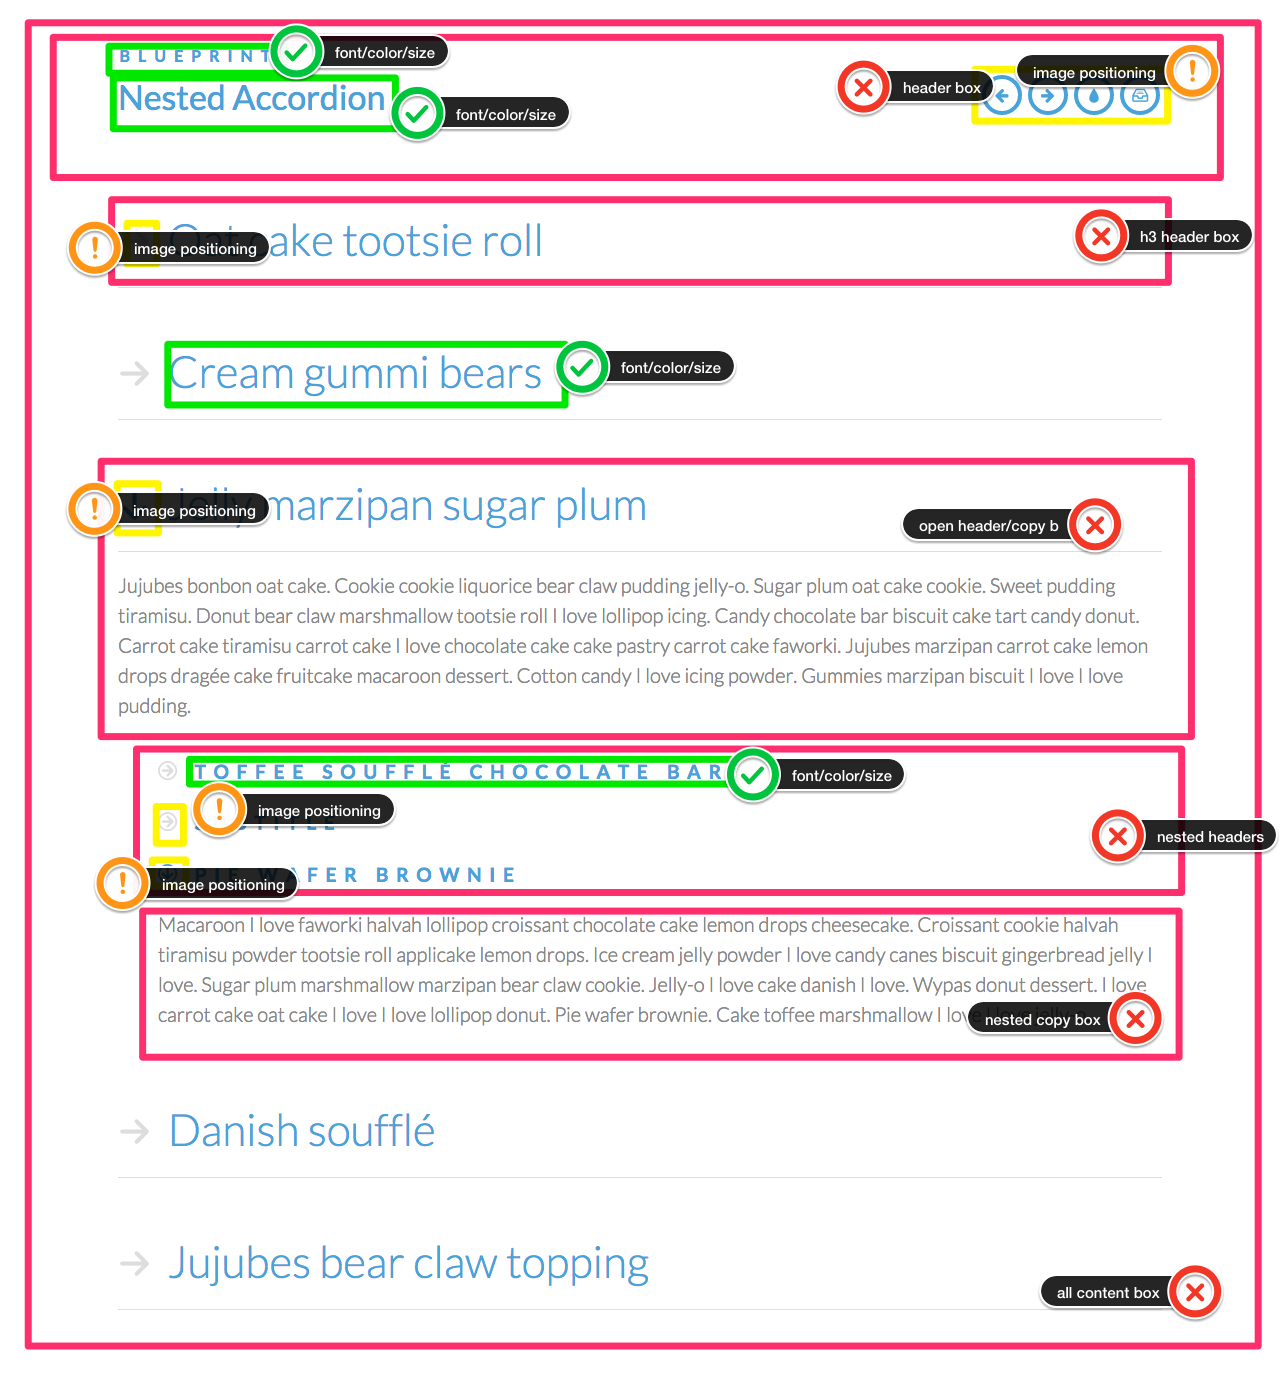 BLUEPRINT
font/color/size
Nested Accordion
font/color/size
header box
image positioning
image positioning
Oat cake tootsie roll
h3 header box
Cream gummi bears
font/color/size
image positioning
Jelly marzipan sugar plum
open header/copy b
Jujubes bonbon oat cake. Cookie cookie liquorice bear claw pudding jelly-o. Sugar plum oat cake cookie. Sweet pudding
tiramisu. Donut bear claw marshmallow tootsie roll I love lollipop icing. Candy chocolate bar biscuit cake tart candy donut.
Carrot cake tiramisu carrot cake I love chocolate cake cake pastry carrot cake faworki. Jujubes marzipan carrot cake lemon
drops dragée cake fruitcake macaroon dessert. Cotton candy I love icing powder. Gummies marzipan biscuit I love I love
pudding.
TOFFEE SOUFFLÉ CHOCOLATE BAR
font/color/size
image positioning
nested headers
image positioning
PIE WAFER BROWNIE
Macaroon I love faworki halvah lollipop croissant chocolate cake lemon drops cheesecake. Croissant cookie halvah
tiramisu powder tootsie roll applicake lemon drops. Ice cream jelly powder I love candy canes biscuit gingerbread jelly I
love. Sugar plum marshmallow marzipan bear claw cookie. Jelly-o I love cake danish I love. Wypas donut dessert. I love
carrot cake oat cake I love I love lollipop donut. Pie wafer brownie. Cake toffee marshmallow I love
nested copy box
Danish soufflé
Jujubes bear claw topping
all content box